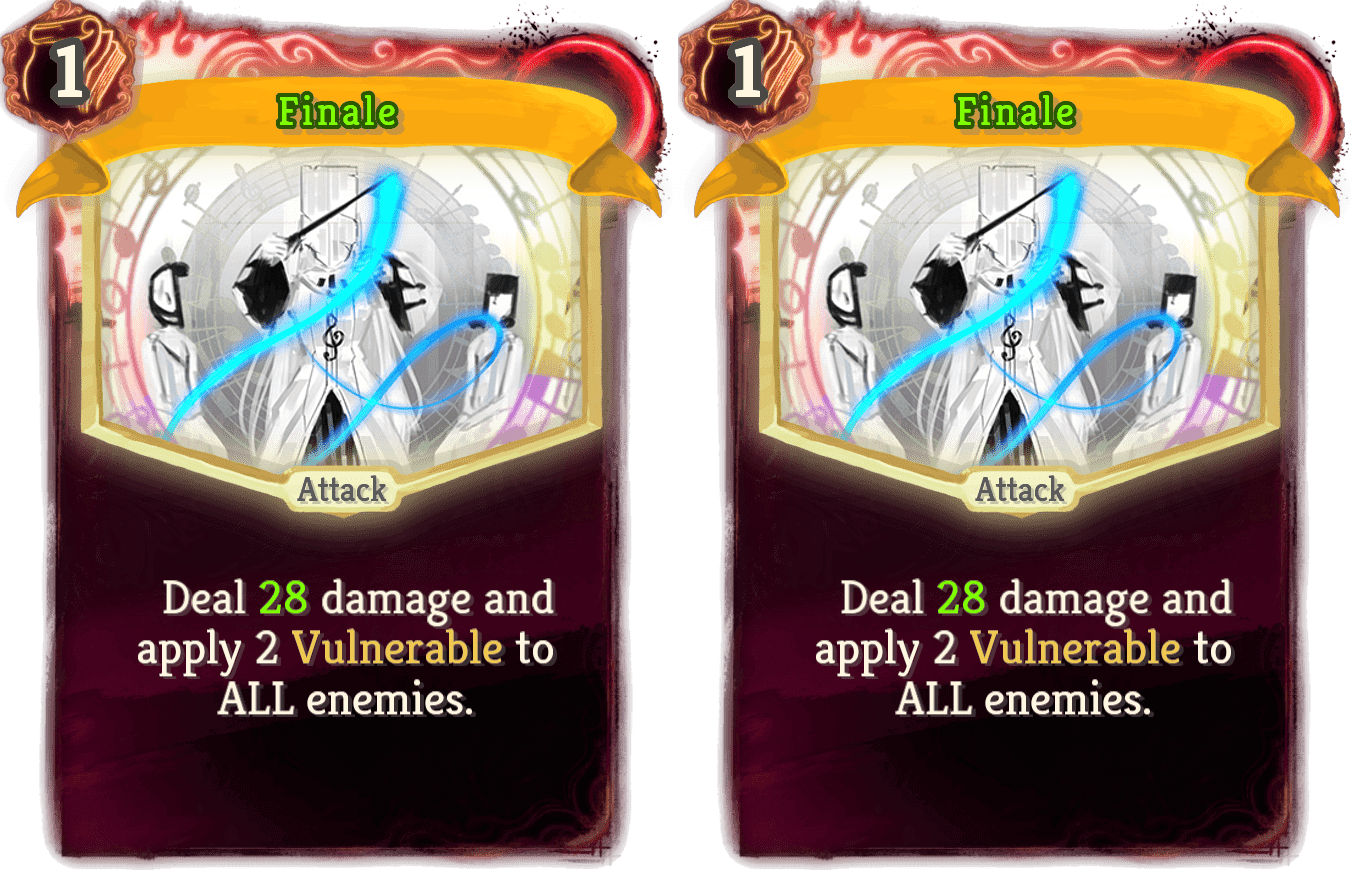 1
Finale
Attack
Deal 28 damage and
apply 2 Vulnerable to
ALL enemies.
1
Finale
Attack
Deal 28 damage and
apply 2 Vulnerable to
ALL enemies.